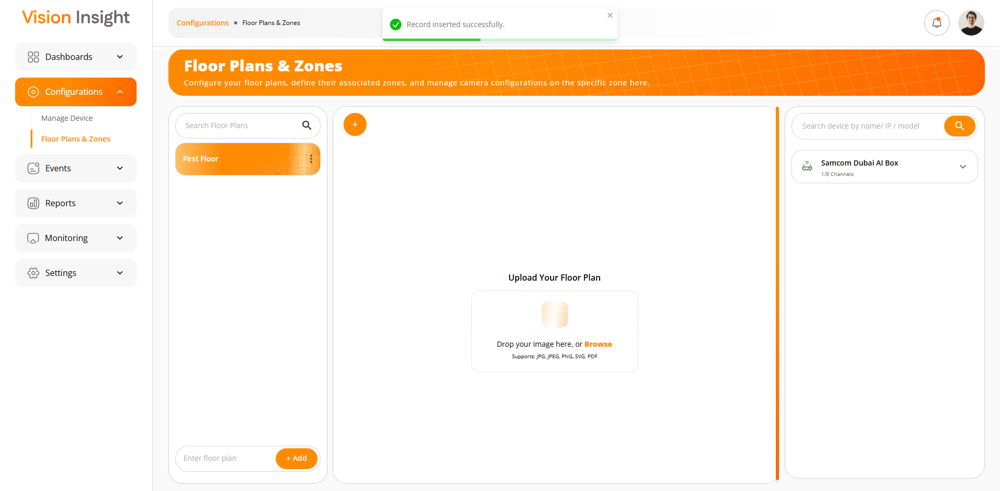 Vision Insight
Dashboards
Configurations
Manage Device
Floor Plans & Zones
Events
Reports
Monitoring
Settings
Configurations • Floor Plans & Zones
Record inserted successfully.
Floor Plans & Zones
Configure your floor plans, define their associated zones, and manage camera configurations on the specific zone here.
Search Floor Plans
First Floor
Enter floor plan
+ Add
+
Upload Your Floor Plan
Drop your image here, or Browse
Supports: JPG, JPEG, PNG, SVG, PDF
Search device by name/ IP / model
Samcom Dubai AI Box
1/8 Channels